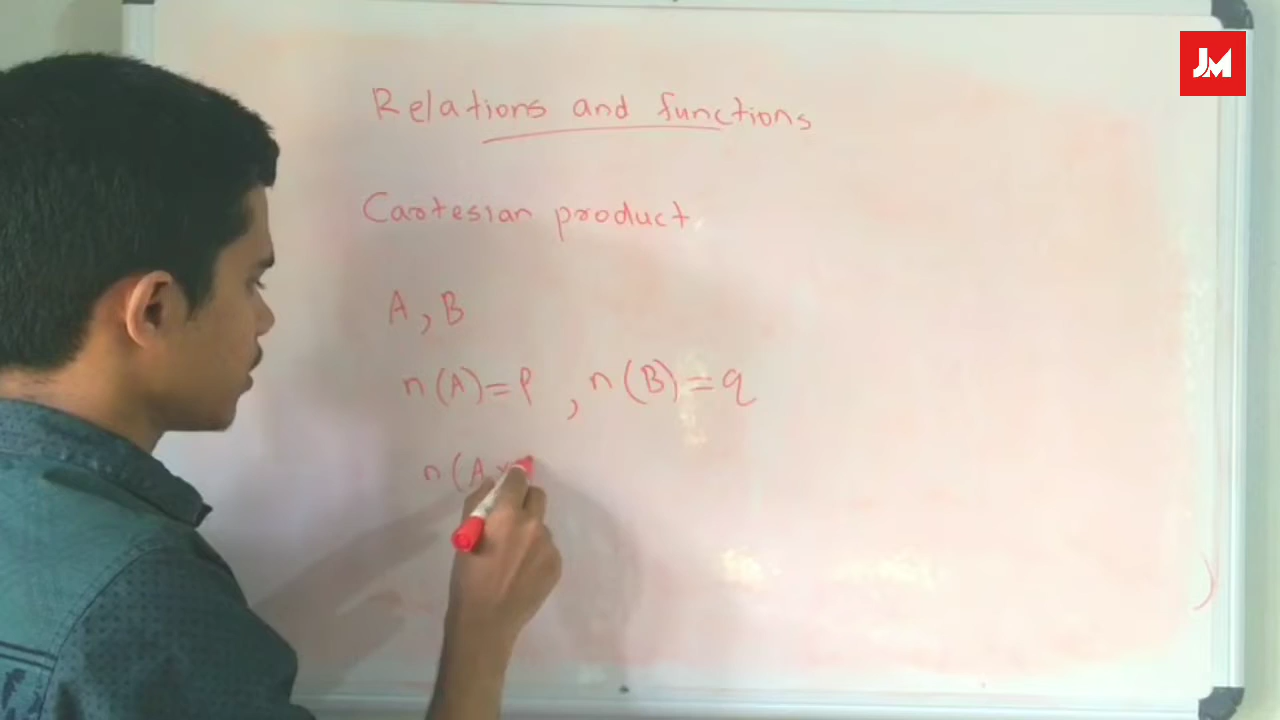 JM
Relations and functions
Cartesian product
A, B
n(A)=p, n(B)=q
n(A×